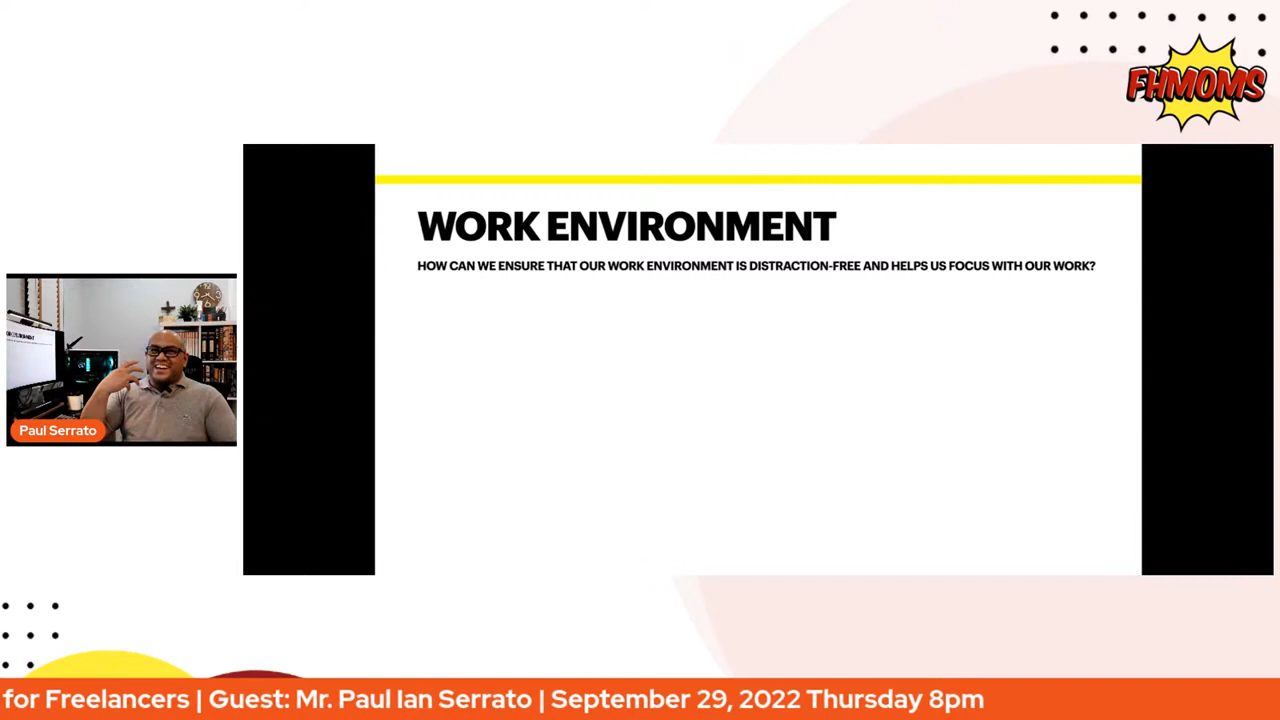 FHMOMS
WORK ENVIRONMENT
HOW CAN WE ENSURE THAT OUR WORK ENVIRONMENT IS DISTRACTION-FREE AND HELPS US FOCUS WITH OUR WORK?
Paul Serrato
for Freelancers | Guest: Mr. Paul Ian Serrato | September 29, 2022 Thursday 8pm